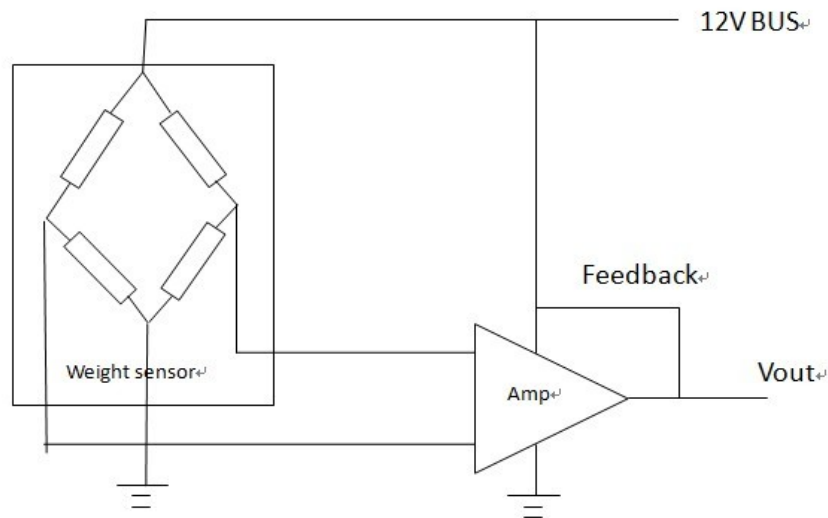 12V BUS↵
Feedback↵
Weight sensor↵
Amp↵
Vout↵